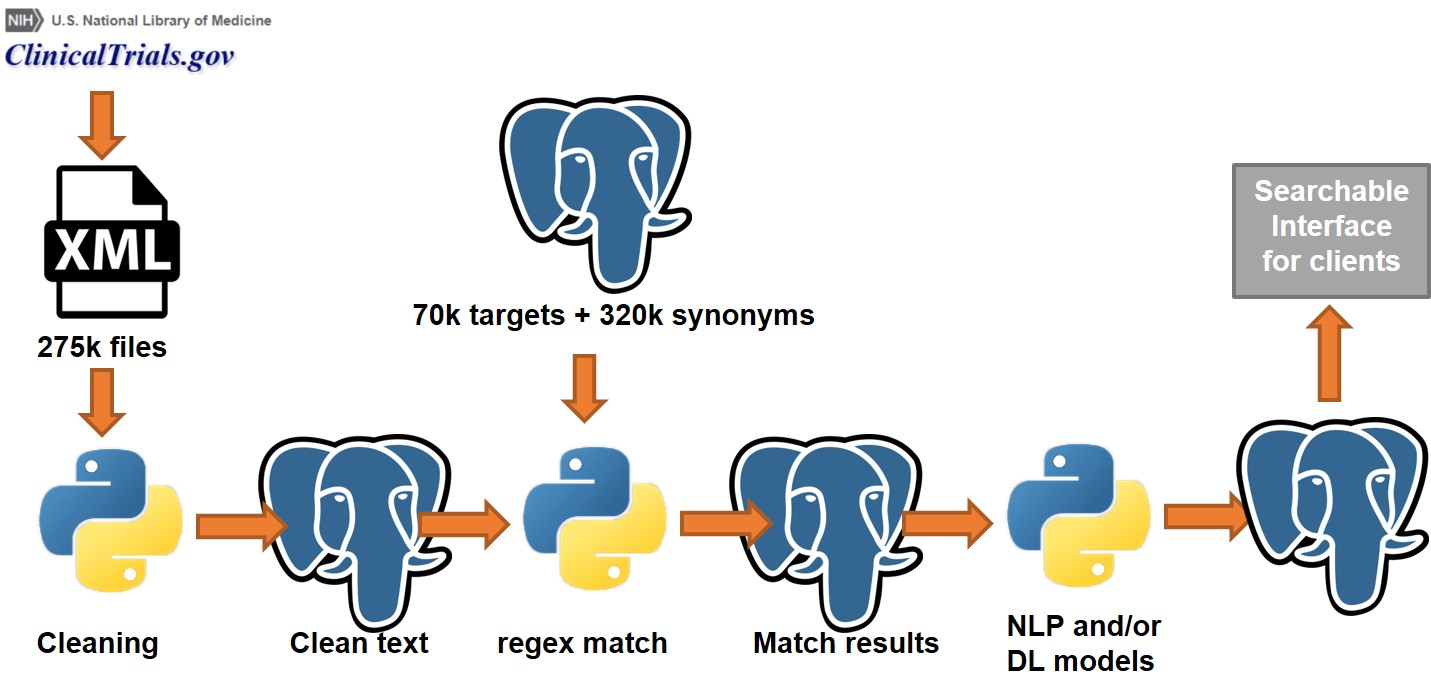 NIH U.S. National Library of Medicine
ClinicalTrials.gov
XML
275k files
70k targets + 320k synonyms
Searchable
Interface
for clients
Cleaning
Clean text
regex match
Match results
NLP and/or
DL models